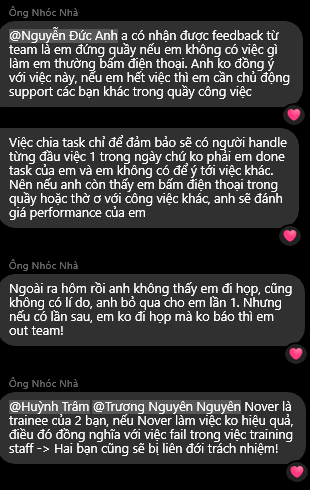 Ông Nhóc Nhà
@Nguyễn Đức Anh a có nhận được feedback từ
team là em đứng quầy nếu em không có việc gì
làm em thường bấm điện thoại. Anh ko đồng ý
với việc này, nếu em hết việc thì em cần chủ động
support các bạn khác trong quầy công việc
Việc chia task chỉ để đảm bảo sẽ có người handle
từng đầu việc 1 trong ngày chứ ko phải em done
task của em và em không có để ý tới việc khác.
Nên nếu anh còn thấy em bấm điện thoại trong
quầy hoặc thờ ơ với công việc khác, anh sẽ đánh
giá performance của em
Ông Nhóc Nhà
Ngoài ra hôm rồi anh không thấy em đi họp, cũng
không có lí do, anh bỏ qua cho em lần 1. Nhưng
nếu có lần sau, em ko đi họp mà ko báo thì em
out team!
Ông Nhóc Nhà
@Huỳnh Trâm @Trương Nguyên Nguyên Nover là
trainee của 2 bạn, nếu Nover làm việc ko hiệu quả,
điều đó đồng nghĩa với việc fail trong việc training
staff -> Hai bạn cũng sẽ bị liên đới trách nhiệm!